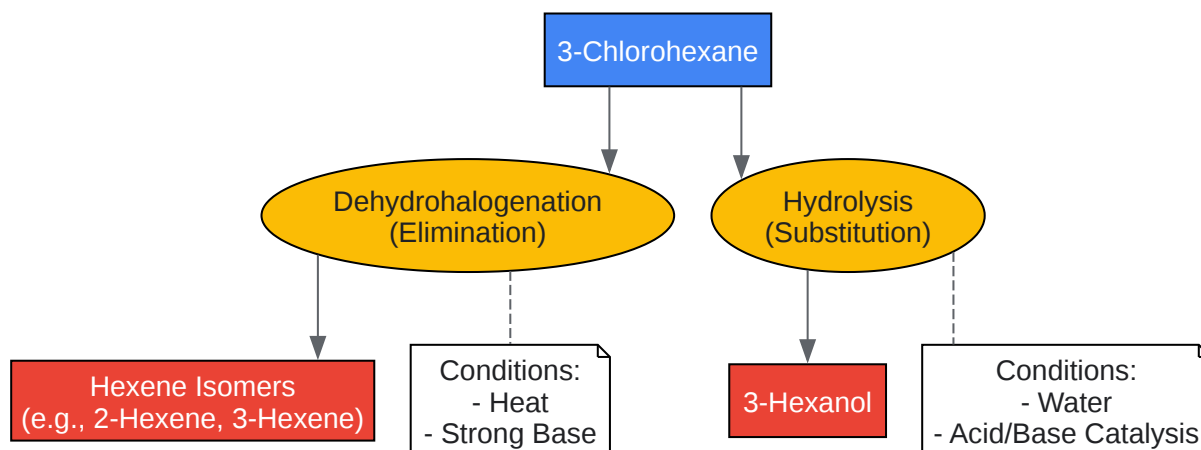 3-Chlorohexane
Dehydrohalogenation
(Elimination)
Hydrolysis
(Substitution)
Hexene Isomers
(e.g., 2-Hexene, 3-Hexene)
Conditions:
- Heat
- Strong Base
3-Hexanol
Conditions:
- Water
- Acid/Base Catalysis